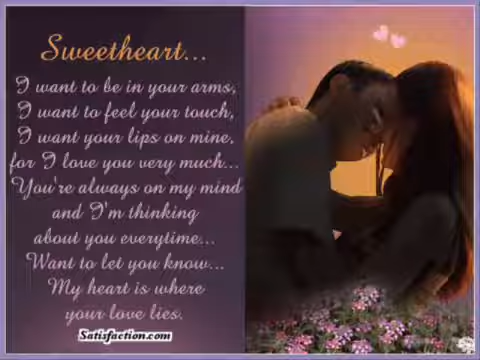 Sweetheart...
I want to be in your arms,
I want to feel your touch,
I want your lips on mine,
for I love you very much...
You're always on my mind
and I'm thinking
about you everytime...
Want to let you know...
My heart is where
your love lies.
Satisfaction.com